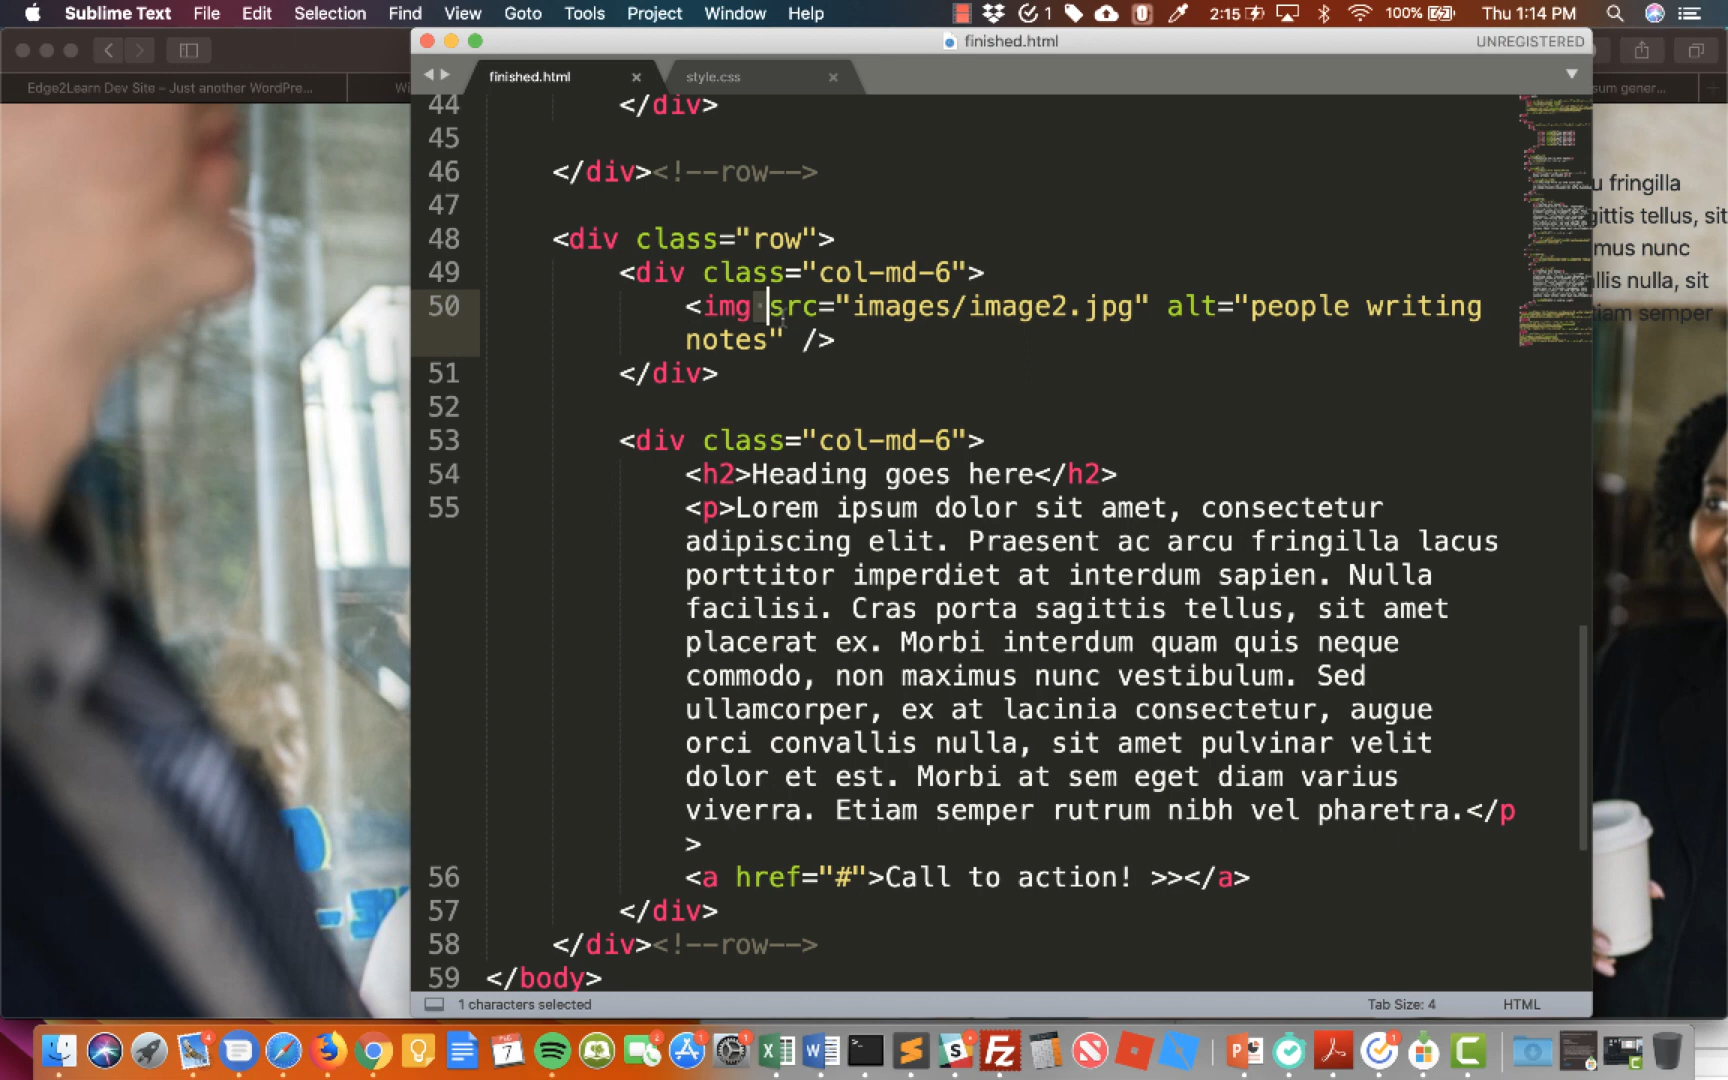 Sublime Text File Edit Selection Find View Goto Tools Project Window Help 1 2:15 100% Thu 1:14 PM
finished.html UNREGISTERED
Edge2Learn Dev Site – Just another WordPre... finished.html style.css sum gener...
44 </div>
45
46 </div><!--row-->
47
48 <div class="row">
49 <div class="col-md-6">
50 <img src="images/image2.jpg" alt="people writing
notes" />
51 </div>
52
53 <div class="col-md-6">
54 <h2>Heading goes here</h2>
55 <p>Lorem ipsum dolor sit amet, consectetur
adipiscing elit. Praesent ac arcu fringilla lacus
porttitor imperdiet at interdum sapien. Nulla
facilisi. Cras porta sagittis tellus, sit amet
placerat ex. Morbi interdum quam quis neque
commodo, non maximus nunc vestibulum. Sed
ullamcorper, ex at lacinia consectetur, augue
orci convallis nulla, sit amet pulvinar velit
dolor et est. Morbi at sem eget diam varius
viverra. Etiam semper rutrum nibh vel pharetra.</p
>
56 <a href="#">Call to action! >></a>
57 </div>
58 </div><!--row-->
59 </body>
u fringilla
gittis tellus, sit
mus nunc
llis nulla, sit
iam semper
1 characters selected Tab Size: 4 HTML